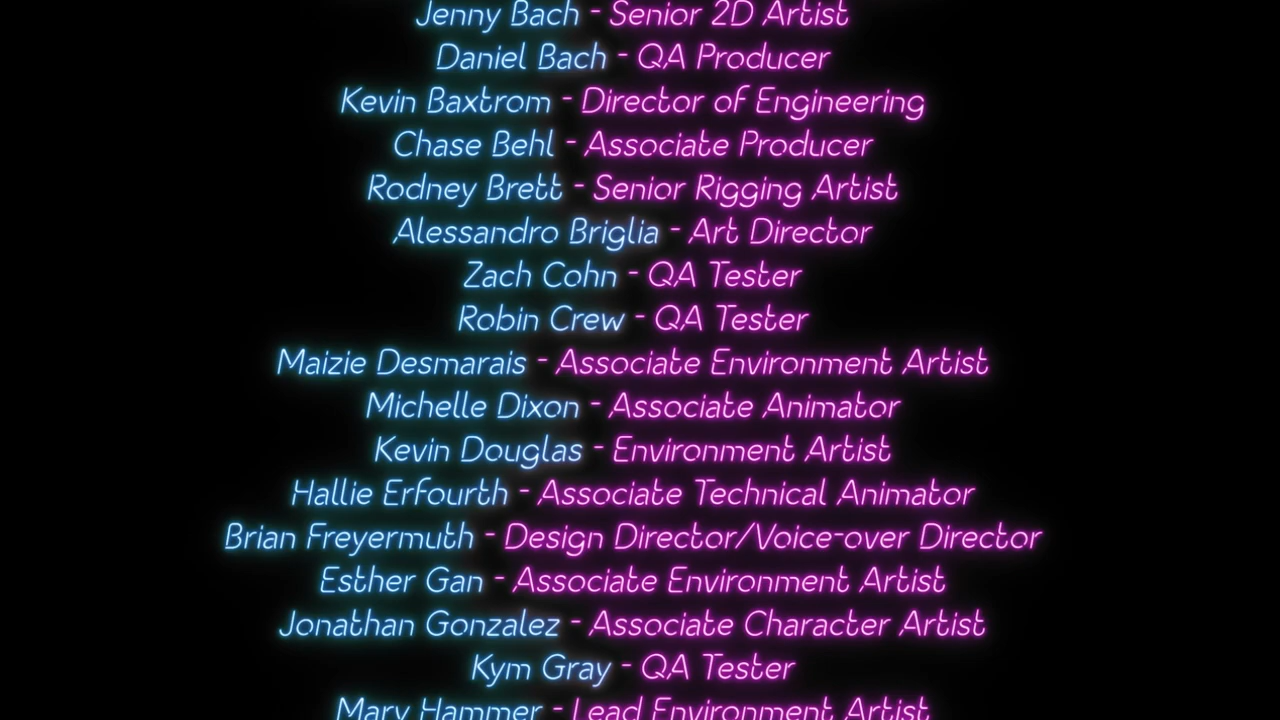 Jenny Bach - Senior 2D Artist
Daniel Bach - QA Producer
Kevin Baxtrom - Director of Engineering
Chase Behl - Associate Producer
Rodney Brett - Senior Rigging Artist
Alessandro Briglia - Art Director
Zach Cohn - QA Tester
Robin Crew - QA Tester
Maizie Desmarais - Associate Environment Artist
Michelle Dixon - Associate Animator
Kevin Douglas - Environment Artist
Hallie Erfourth - Associate Technical Animator
Brian Freyermuth - Design Director/Voice-over Director
Esther Gan - Associate Environment Artist
Jonathan Gonzalez - Associate Character Artist
Kym Gray - QA Tester
Mary Hammer - Lead Environment Artist